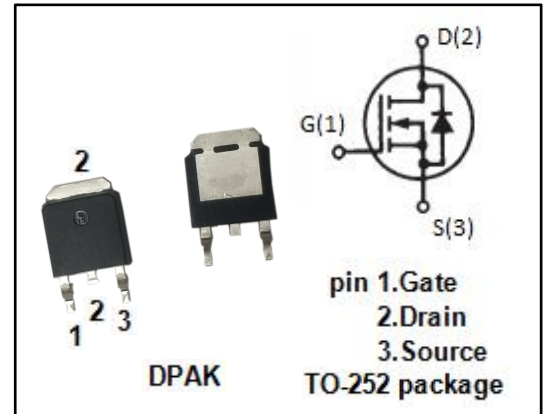 D(2)
G(1)
S(3)
2
1
2
3
pin 1.Gate
2.Drain
3.Source
DPAK
TO-252 package